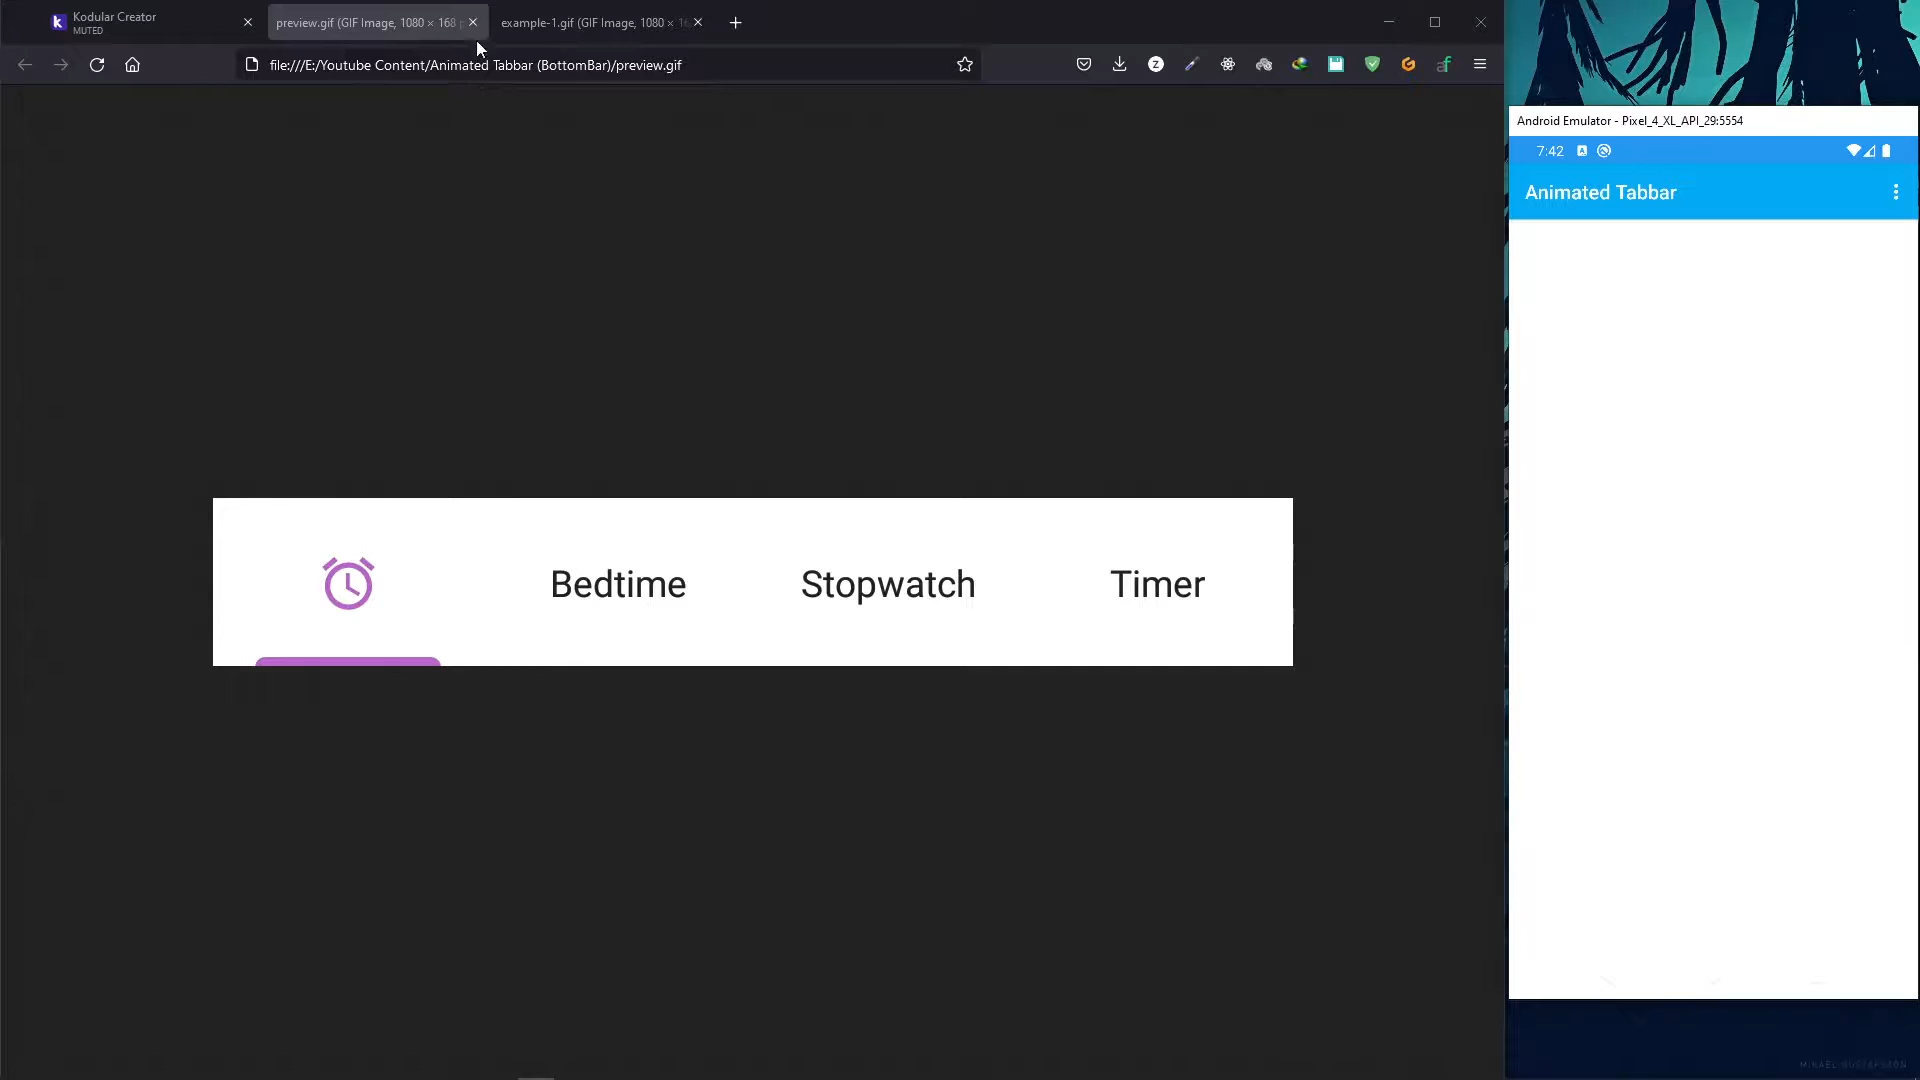 Kodular Creator
MUTED
preview.gif (GIF Image, 1080 × 168 p
example-1.gif (GIF Image, 1080 × 16
file:///E:/Youtube Content/Animated Tabbar (BottomBar)/preview.gif
Bedtime
Stopwatch
Timer
Android Emulator - Pixel_4_XL_API_29:5554
7:42
Animated Tabbar